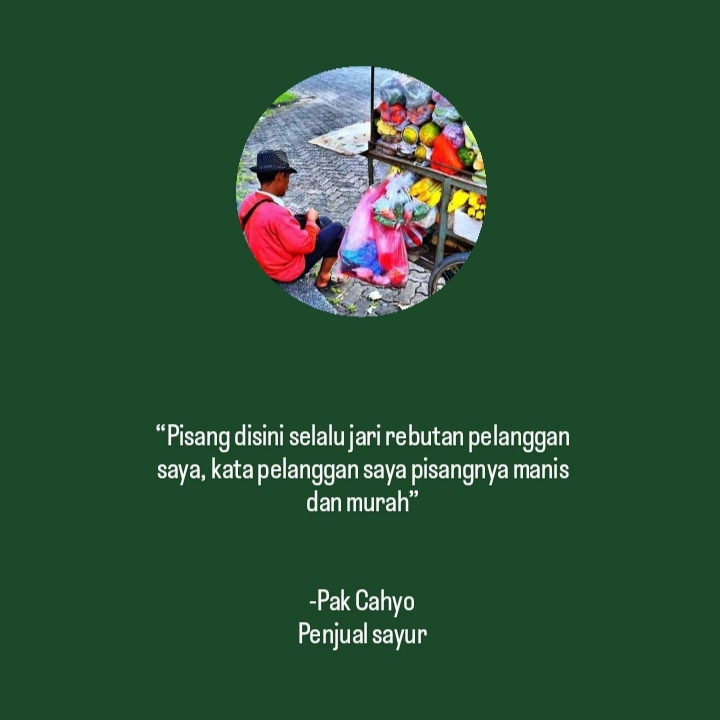 “Pisang disini selalu jari rebutan pelanggan
saya, kata pelanggan saya pisangnya manis
dan murah”
-Pak Cahyo
Penjual sayur